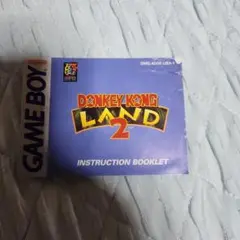 GAME BOY
DONKEY KONG
LAND
2
INSTRUCTION BOOKLET